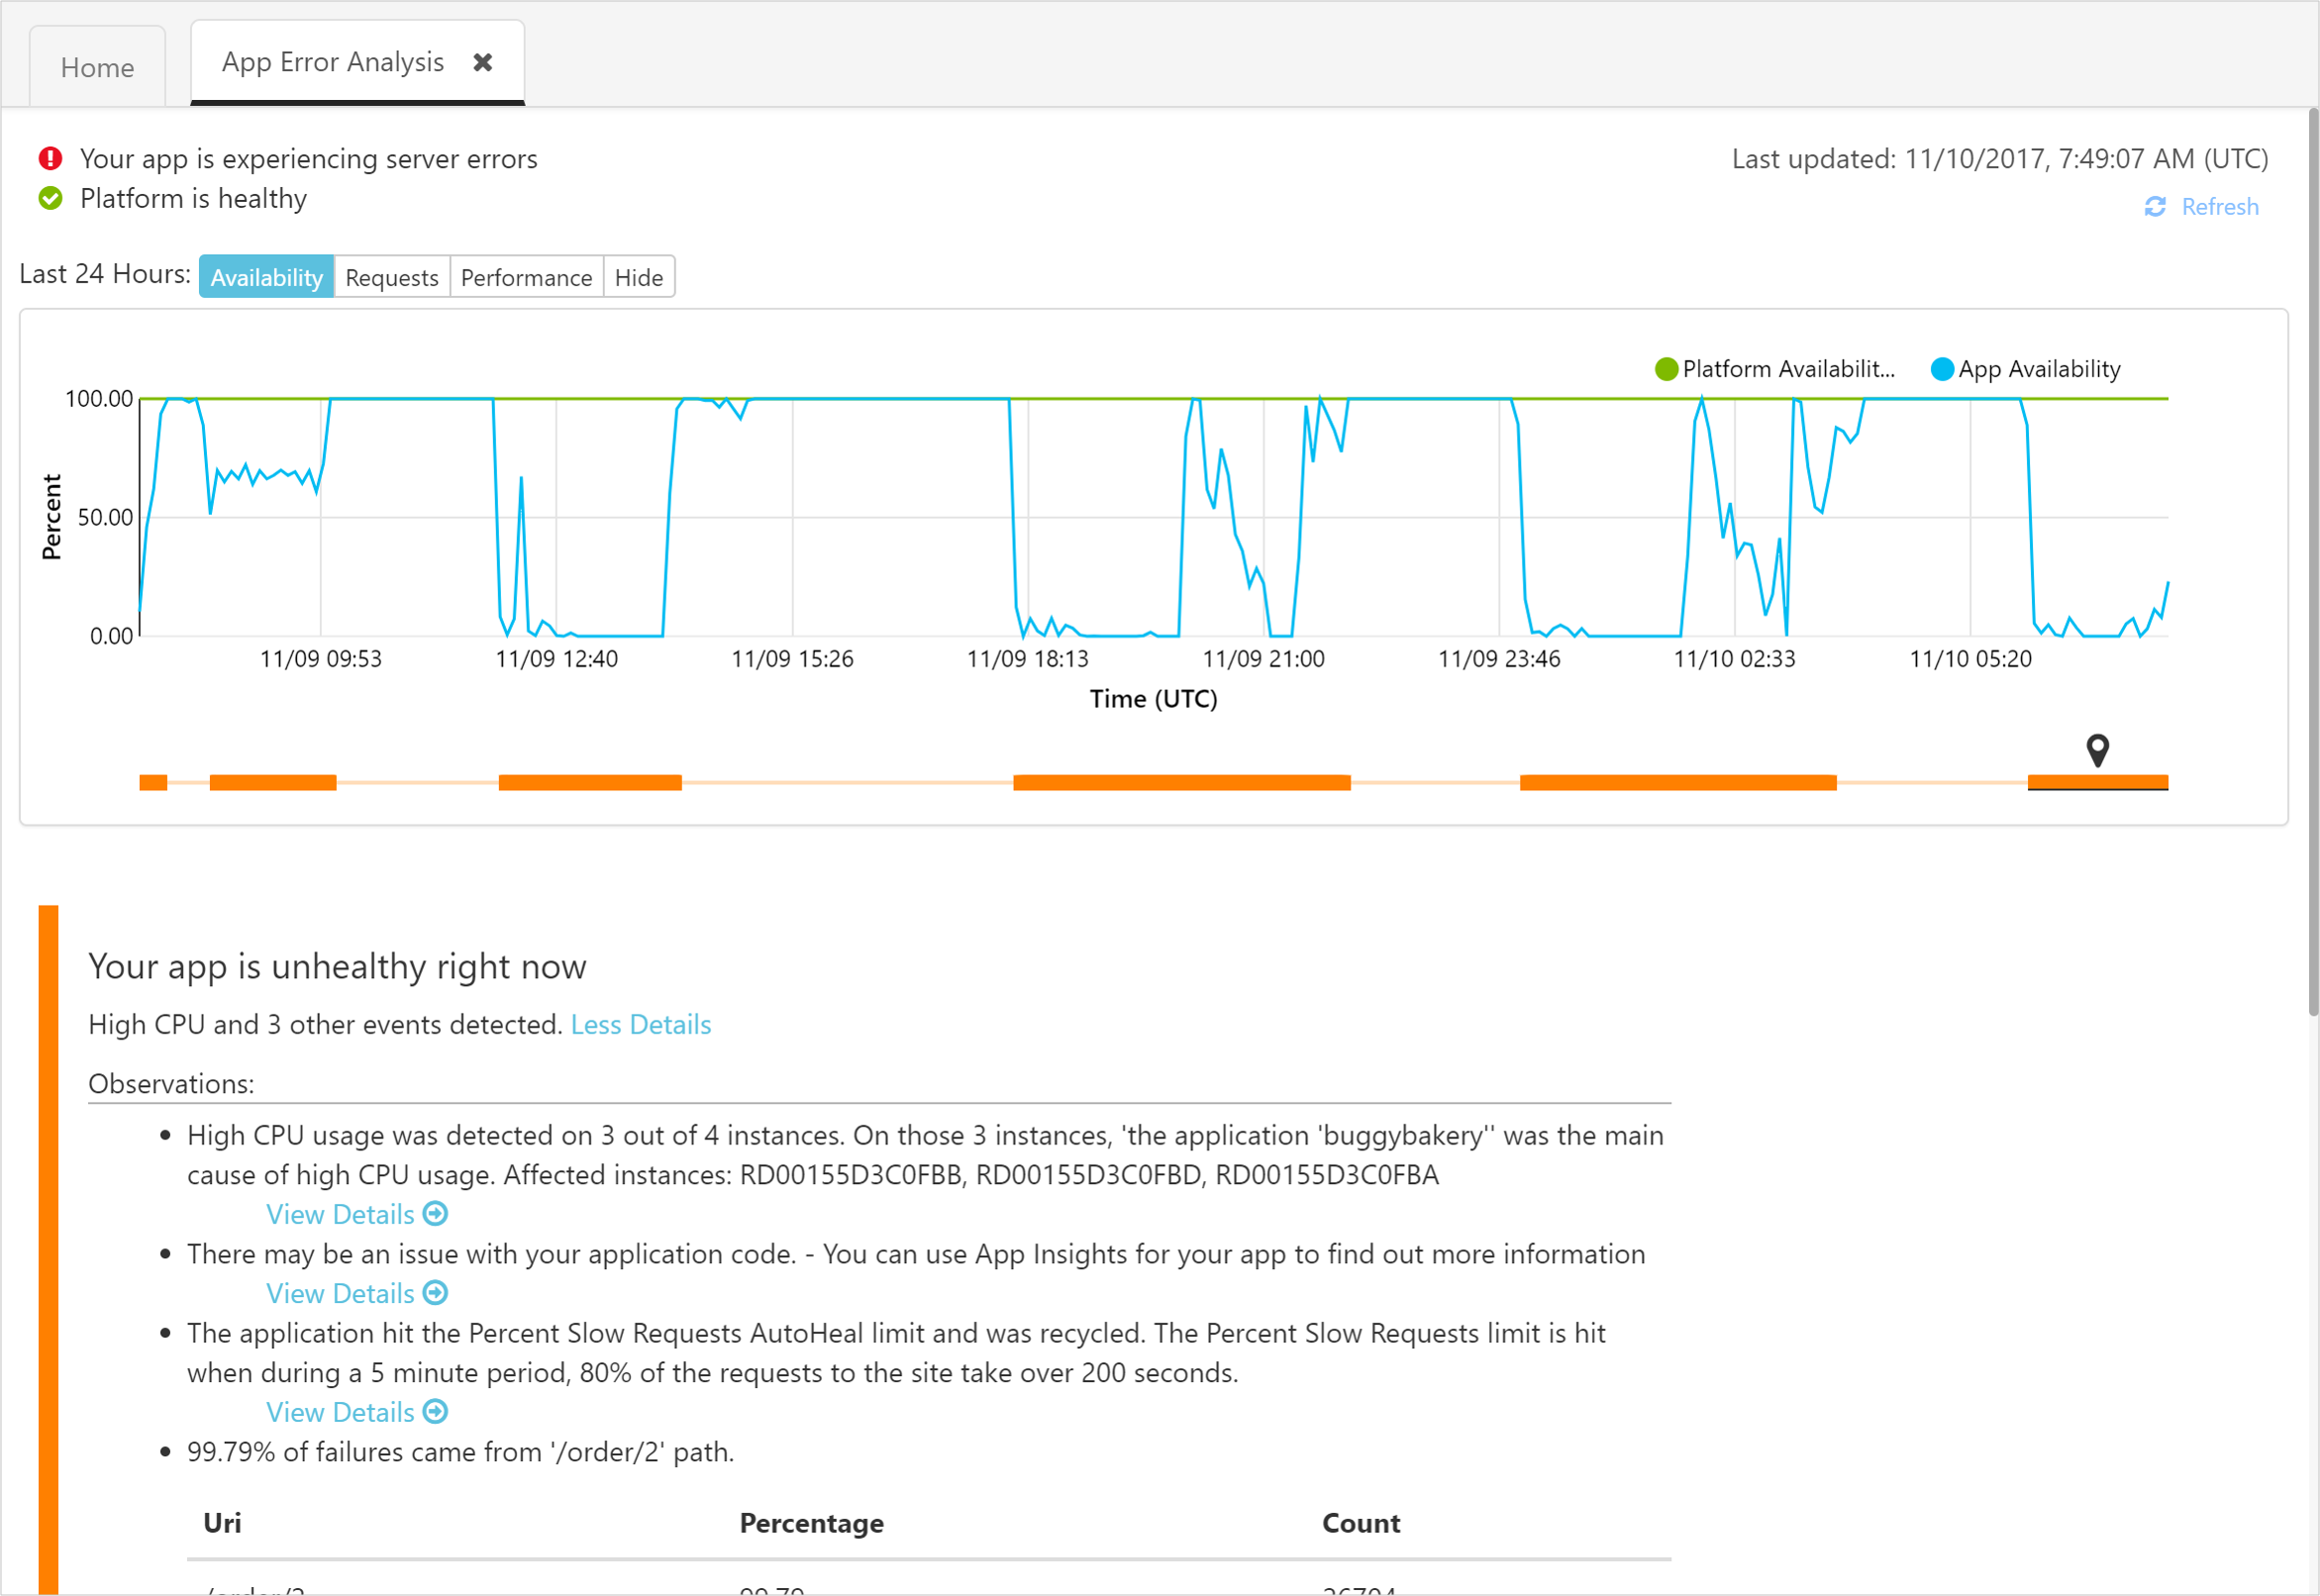 Home
App Error Analysis
Your app is experiencing server errors
Last updated: 11/10/2017, 7:49:07 AM (UTC)
Platform is healthy
Refresh
Last 24 Hours: Availability Requests Performance Hide
Platform Availabilit... App Availability
100.00
50.00
0.00
Percent
11/09 09:53 11/09 12:40 11/09 15:26 11/09 18:13 11/09 21:00 11/09 23:46 11/10 02:33 11/10 05:20
Time (UTC)
Your app is unhealthy right now
High CPU and 3 other events detected. Less Details
Observations:
High CPU usage was detected on 3 out of 4 instances. On those 3 instances, 'the application 'buggybakery'' was the main
cause of high CPU usage. Affected instances: RD00155D3C0FBB, RD00155D3C0FBD, RD00155D3C0FBA
View Details
There may be an issue with your application code. - You can use App Insights for your app to find out more information
View Details
The application hit the Percent Slow Requests AutoHeal limit and was recycled. The Percent Slow Requests limit is hit
when during a 5 minute period, 80% of the requests to the site take over 200 seconds.
View Details
99.79% of failures came from '/order/2' path.
Uri Percentage Count